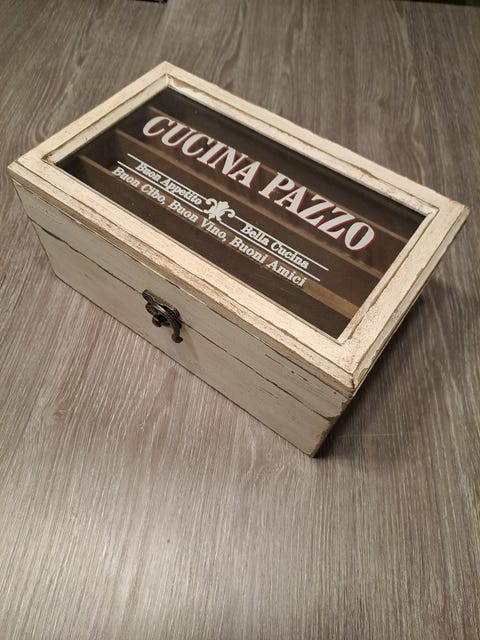 CUCINA PAZZO
Buon Appetito Bella Cucina
Buon Cibo, Buon Vino, Buoni Amici